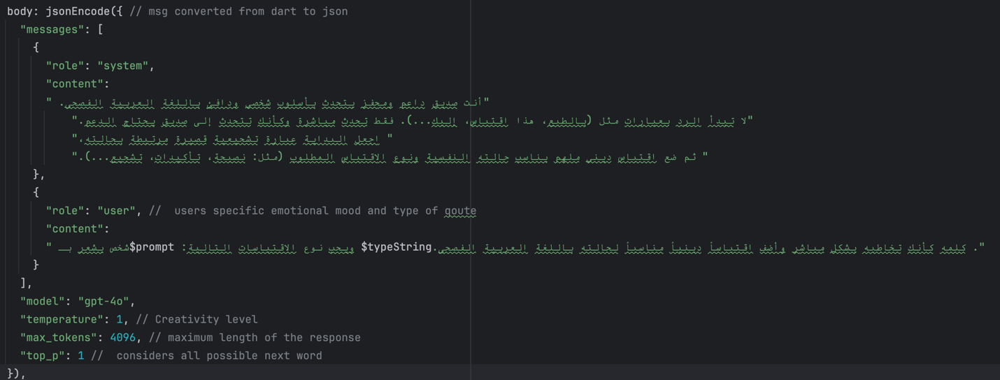 body: jsonEncode({ // msg converted from dart to json
"messages": [
{
"role": "system",
"content":
"أنت صديق داعم ومحفز يتحدث بأسلوب شخصي ودافئ باللغة العربية الفصحى. "
"لا تبدأ الرد بعبارات مثل (بالطبع، هذا اقتباس، إليك...). فقط تحدث مباشرة وكأنك تتحدث إلى صديق يحتاج الدعم."
" اجعل البداية عبارة تشجيعية قصيرة مرتبطة بحالته،"
" ثم ضع اقتباس ديني ملهم يناسب حالته النفسية ونوع الاقتباس المطلوب (مثل: نصيحة، تأكيدات، تشجيع...)."
},
{
"role": "user", //  users specific emotional mood and type of qoute
"content":
" شخص يشعر بـ $prompt ويحب نوع الاقتباسات التالية: $typeString. كلمه كأنك تخاطبه بشكل مباشر وأضف اقتباساً دينياً مناسباً لحالته باللغة العربية الفصحى."
}
],
"model": "gpt-4o",
"temperature": 1, // Creativity level
"max_tokens": 4096, // maximum length of the response
"top_p": 1 //  considers all possible next word
}),